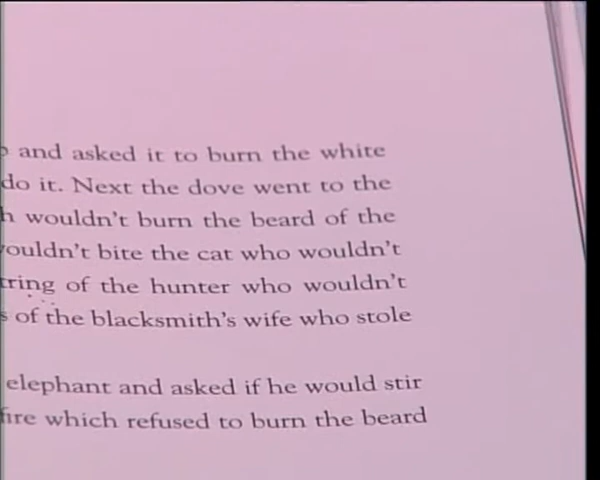 and asked it to burn the white
do it. Next the dove went to the
wouldn't burn the beard of the
bite the cat who wouldn't
of the hunter who wouldn't
of the blacksmith's wife who stole
elephant and asked if he would stir
fire which refused to burn the beard